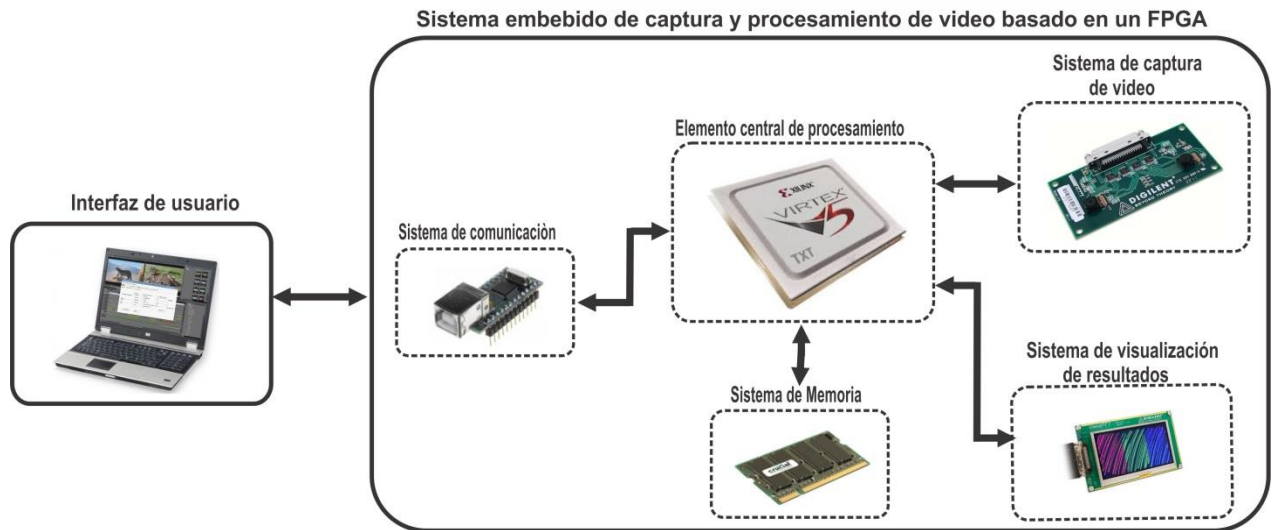 Sistema embebido de captura y procesamiento de video basado en un FPGA
Sistema de captura
de video
Elemento central de procesamiento
XILINX
VIRTEX 5
TXT
DIGILENT
BEYOND THEORY
Interfaz de usuario
Sistema de comunicaciòn
Sistema de visualización
de resultados
Sistema de Memoria
crucial